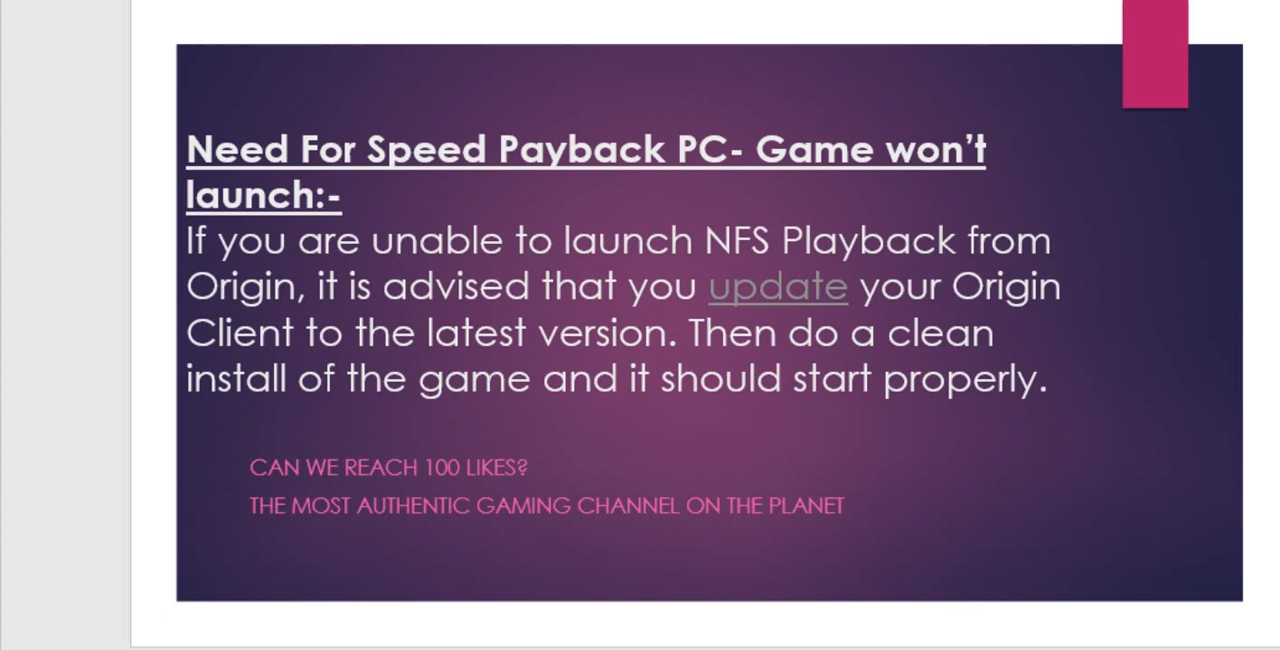 Need For Speed Payback PC- Game won’t
launch:-
If you are unable to launch NFS Playback from
Origin, it is advised that you update your Origin
Client to the latest version. Then do a clean
install of the game and it should start properly.
CAN WE REACH 100 LIKES?
THE MOST AUTHENTIC GAMING CHANNEL ON THE PLANET